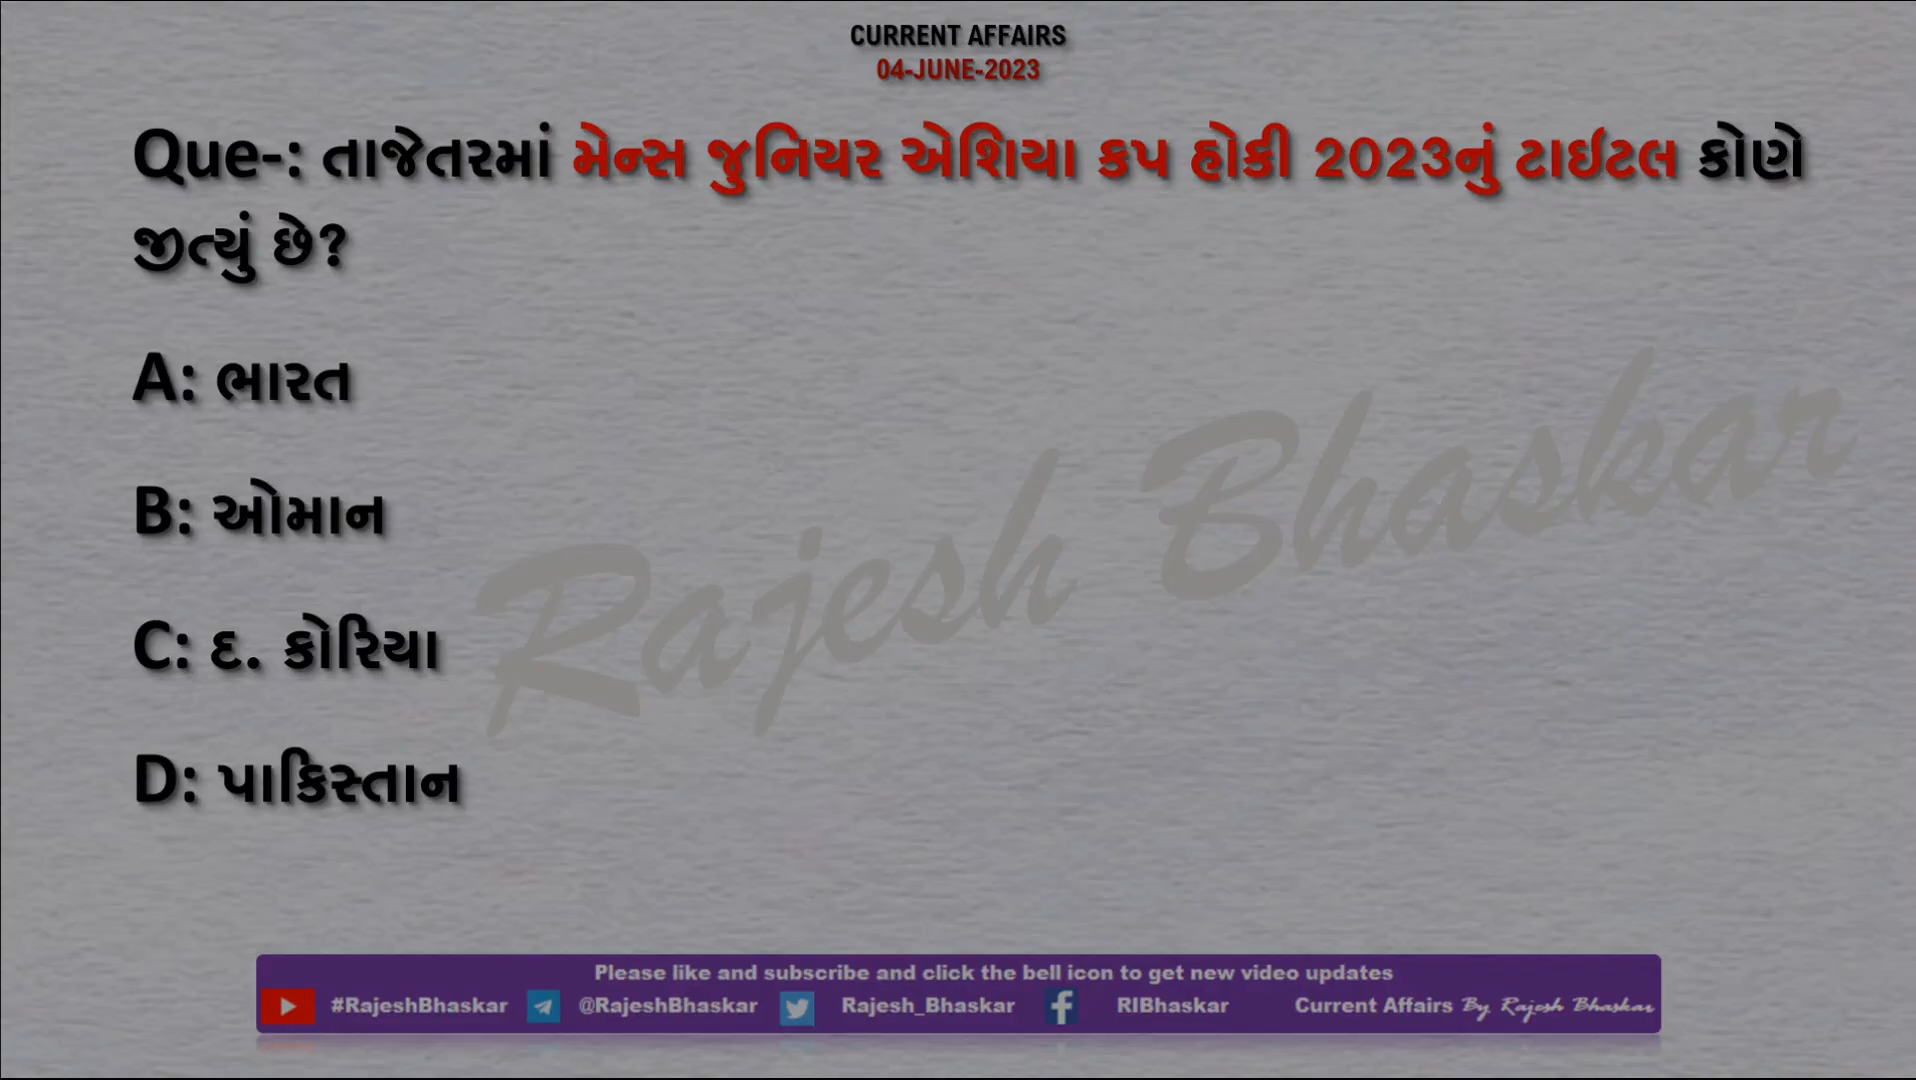 CURRENT AFFAIRS
04-JUNE-2023
Que-: તાજેતરમાં મેન્સ જુનિયર એશિયા કપ હોકી 2023નું ટાઈટલ કોણે
જીત્યું છે?
A: ભારત
B: ઓમાન
C: દ. કોરિયા
D: પાકિસ્તાન
Rajesh Bhaskar
Please like and subscribe and click the bell icon to get new video updates
#RajeshBhaskar @RajeshBhaskar Rajesh_Bhaskar RIBhaskar Current Affairs By Rajesh Bhaskar